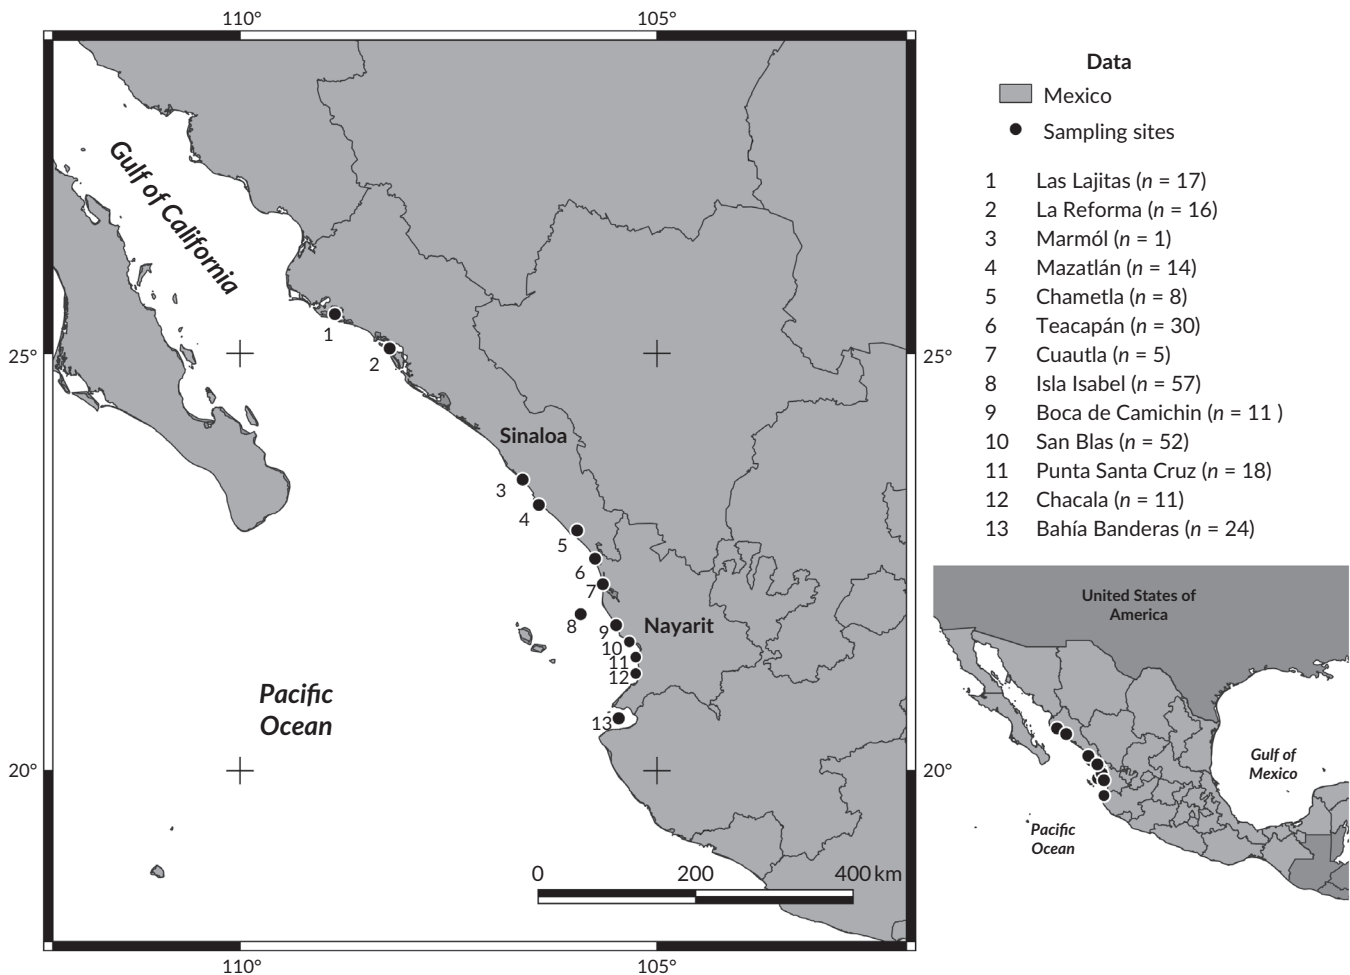 110°
105°
Gulf of California
25°
25°
1
2
Sinaloa
3
4
5
6
7
8
9
Nayarit
10
11
12
13
Pacific
Ocean
20°
20°
0 200 400 km
110°
105°
Data
Mexico
Sampling sites
1 Las Lajitas (n = 17)
2 La Reforma (n = 16)
3 Marmól (n = 1)
4 Mazatlán (n = 14)
5 Chametla (n = 8)
6 Teacapán (n = 30)
7 Cuautla (n = 5)
8 Isla Isabel (n = 57)
9 Boca de Camichin (n = 11 )
10 San Blas (n = 52)
11 Punta Santa Cruz (n = 18)
12 Chacala (n = 11)
13 Bahía Banderas (n = 24)
United States of
America
Gulf of
Mexico
Pacific
Ocean